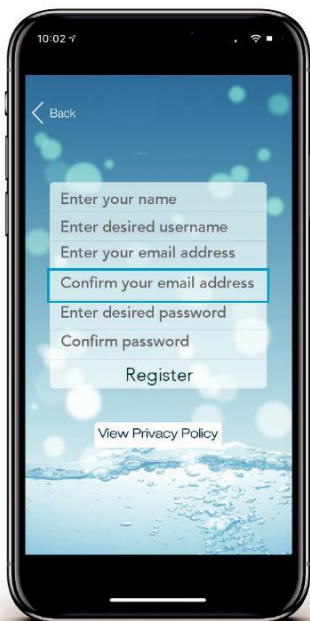 10:02
Back
Enter your name
Enter desired username
Enter your email address
Confirm your email address
Enter desired password
Confirm password
Register
View Privacy Policy